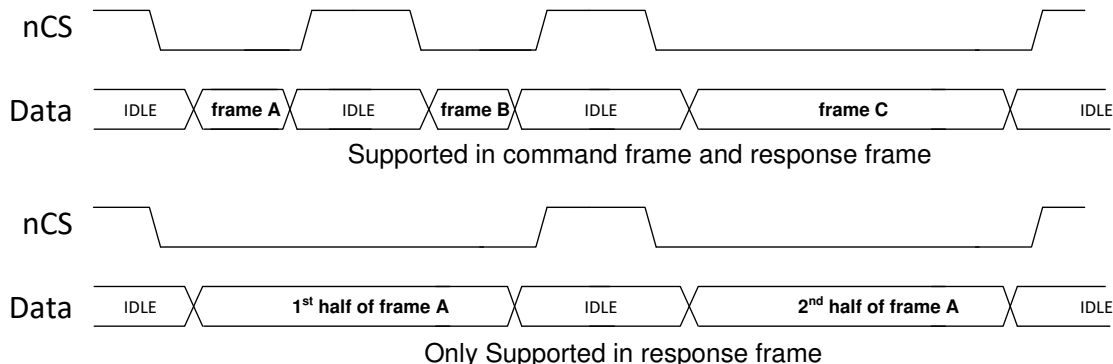 nCS
Data IDLE frame A IDLE frame B IDLE frame C IDLE
Supported in command frame and response frame
nCS
Data IDLE 1st half of frame A IDLE 2nd half of frame A IDLE
Only Supported in response frame